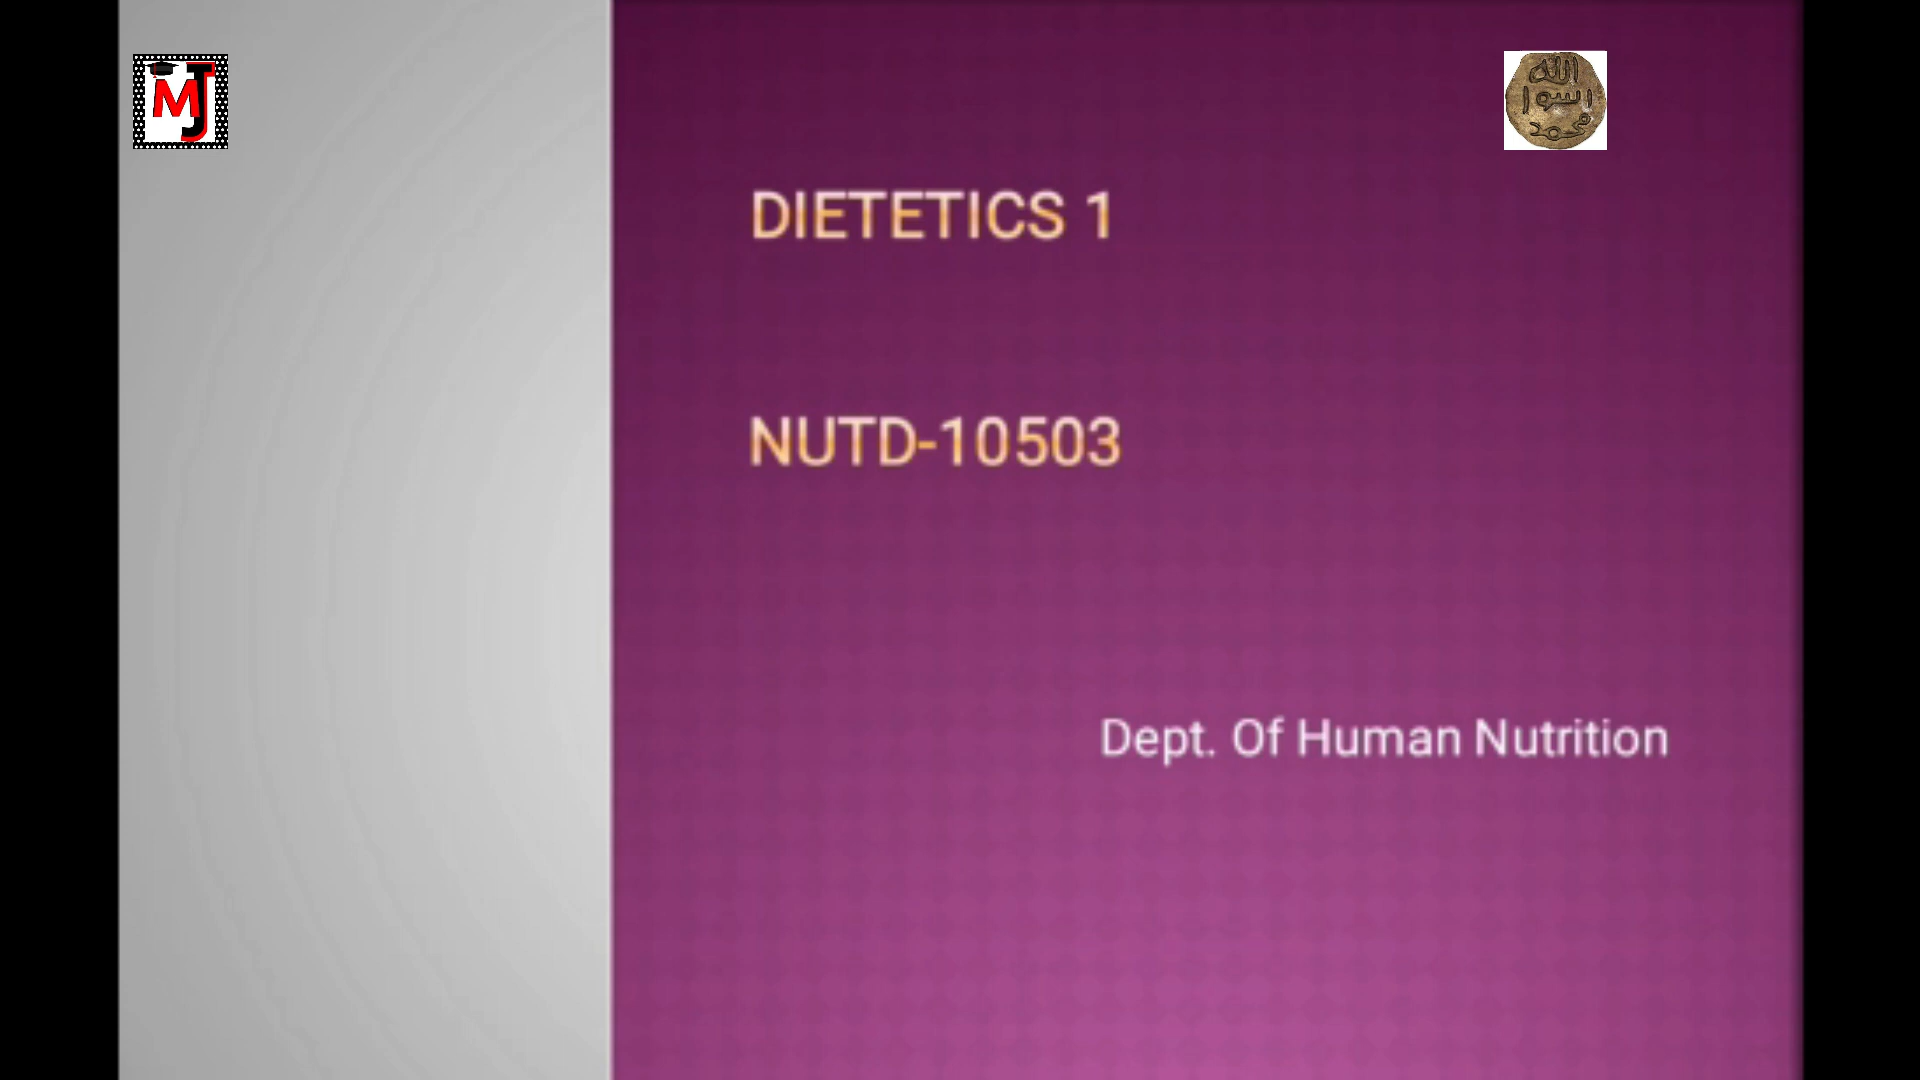 MJ
الله
رسول
محمد
DIETETICS 1
NUTD-10503
Dept. Of Human Nutrition